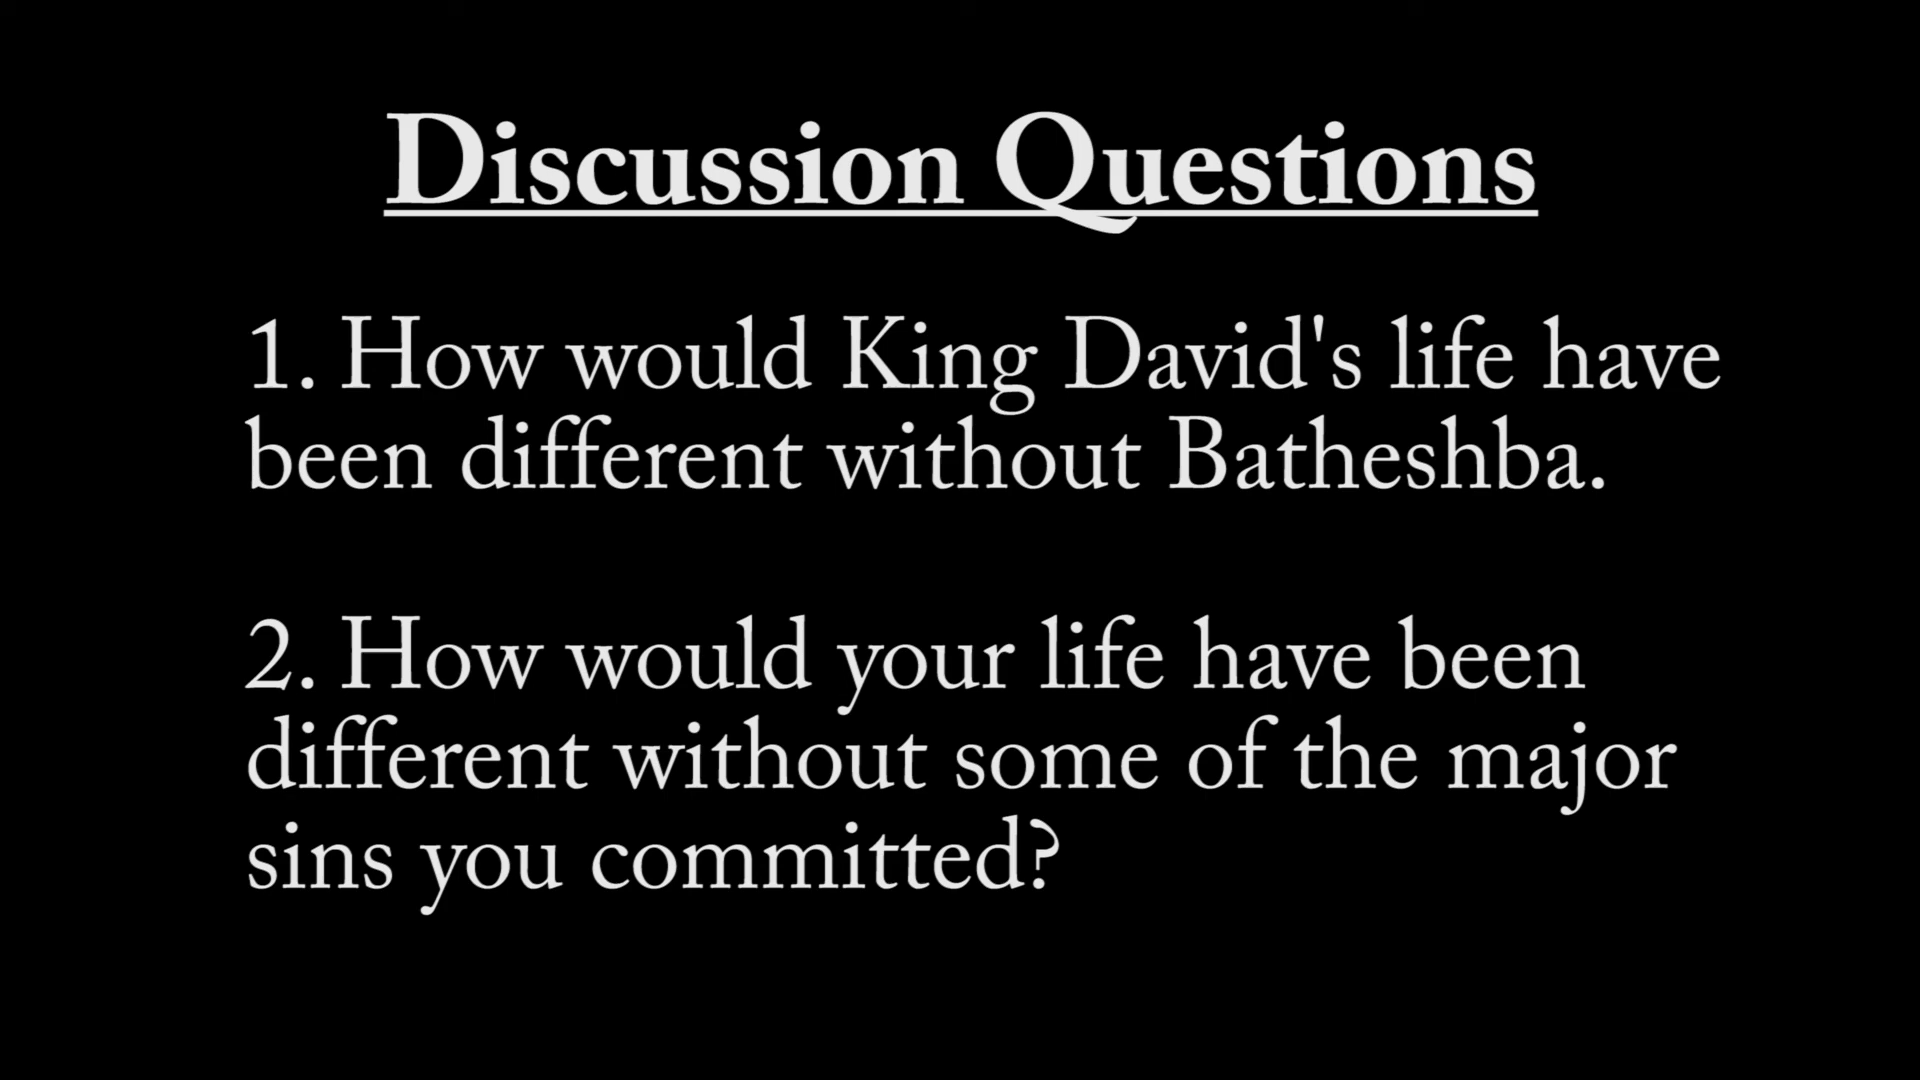 Discussion Questions
1. How would King David's life have
been different without Batheshba.
2. How would your life have been
different without some of the major
sins you committed?